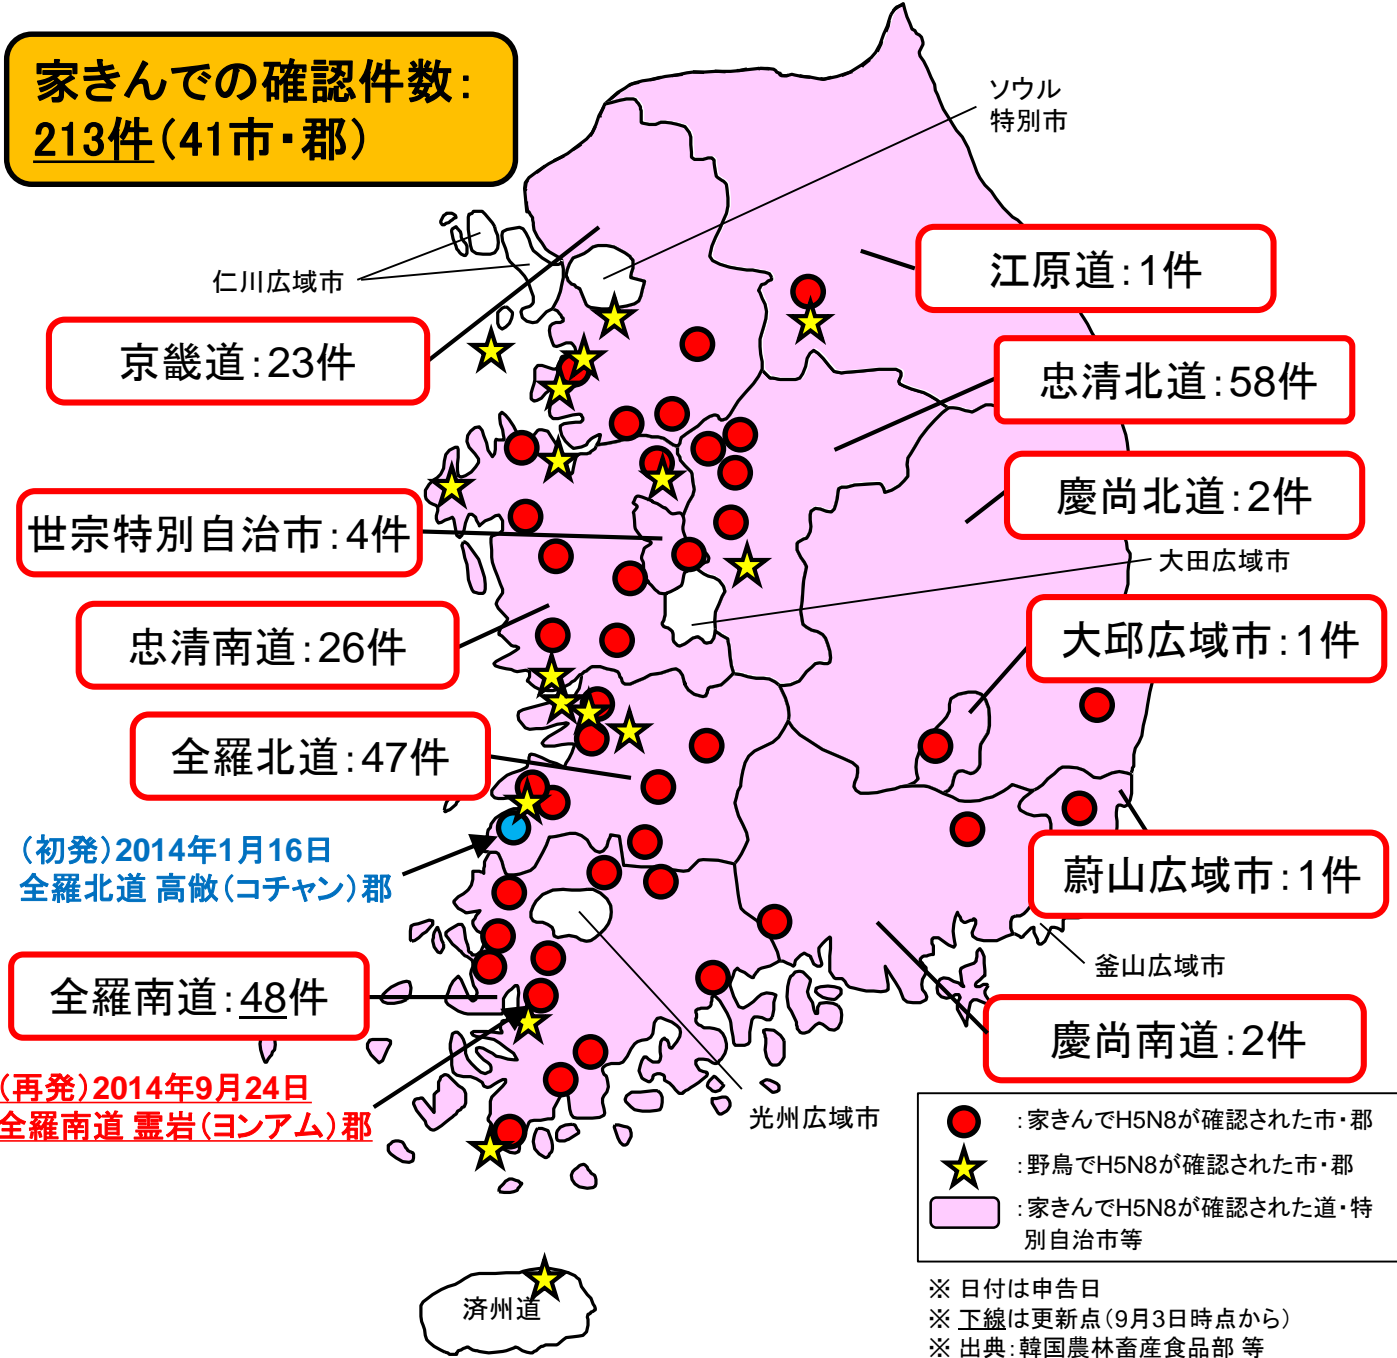 家きんでの確認件数：
213件（41市・郡）
ソウル
特別市
仁川広域市
江原道：1件
京畿道：23件
忠清北道：58件
慶尚北道：2件
世宗特別自治市：4件
大田広域市
忠清南道：26件
大邱広域市：1件
全羅北道：47件
（初発）2014年1月16日
全羅北道 高敞（コチャン）郡
蔚山広域市：1件
釜山広域市
全羅南道：48件
慶尚南道：2件
（再発）2014年9月24日
全羅南道 霊岩（ヨンアム）郡
光州広域市
：家きんでH5N8が確認された市・郡
：野鳥でH5N8が確認された市・郡
：家きんでH5N8が確認された道・特
別自治市等
済州道
※ 日付は申告日
※ 下線は更新点（9月3日時点から）
※ 出典：韓国農林畜産食品部 等